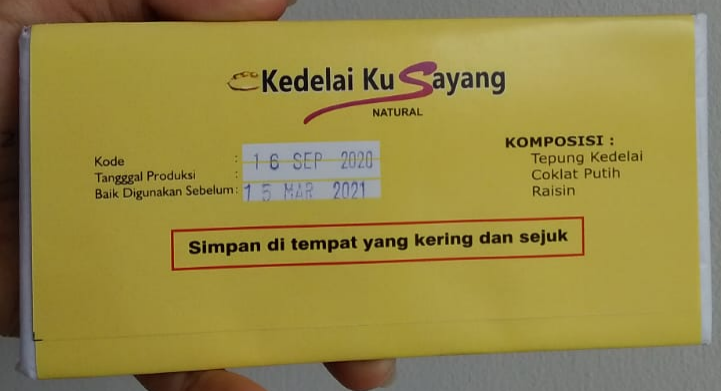 Kedelai Ku Sayang
NATURAL
Kode :
Tangggal Produksi : 16 SEP 2020
Baik Digunakan Sebelum : 15 MAR 2021
KOMPOSISI :
Tepung Kedelai
Coklat Putih
Raisin
Simpan di tempat yang kering dan sejuk